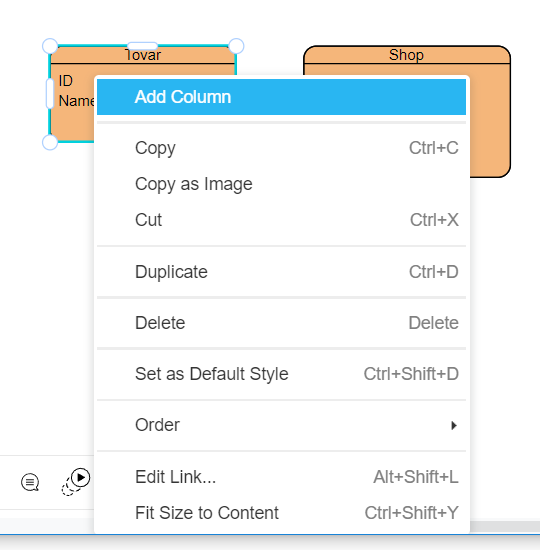 Tovar
Shop
ID
Name
Add Column
Copy Ctrl+C
Copy as Image
Cut Ctrl+X
Duplicate Ctrl+D
Delete Delete
Set as Default Style Ctrl+Shift+D
Order
Edit Link... Alt+Shift+L
Fit Size to Content Ctrl+Shift+Y